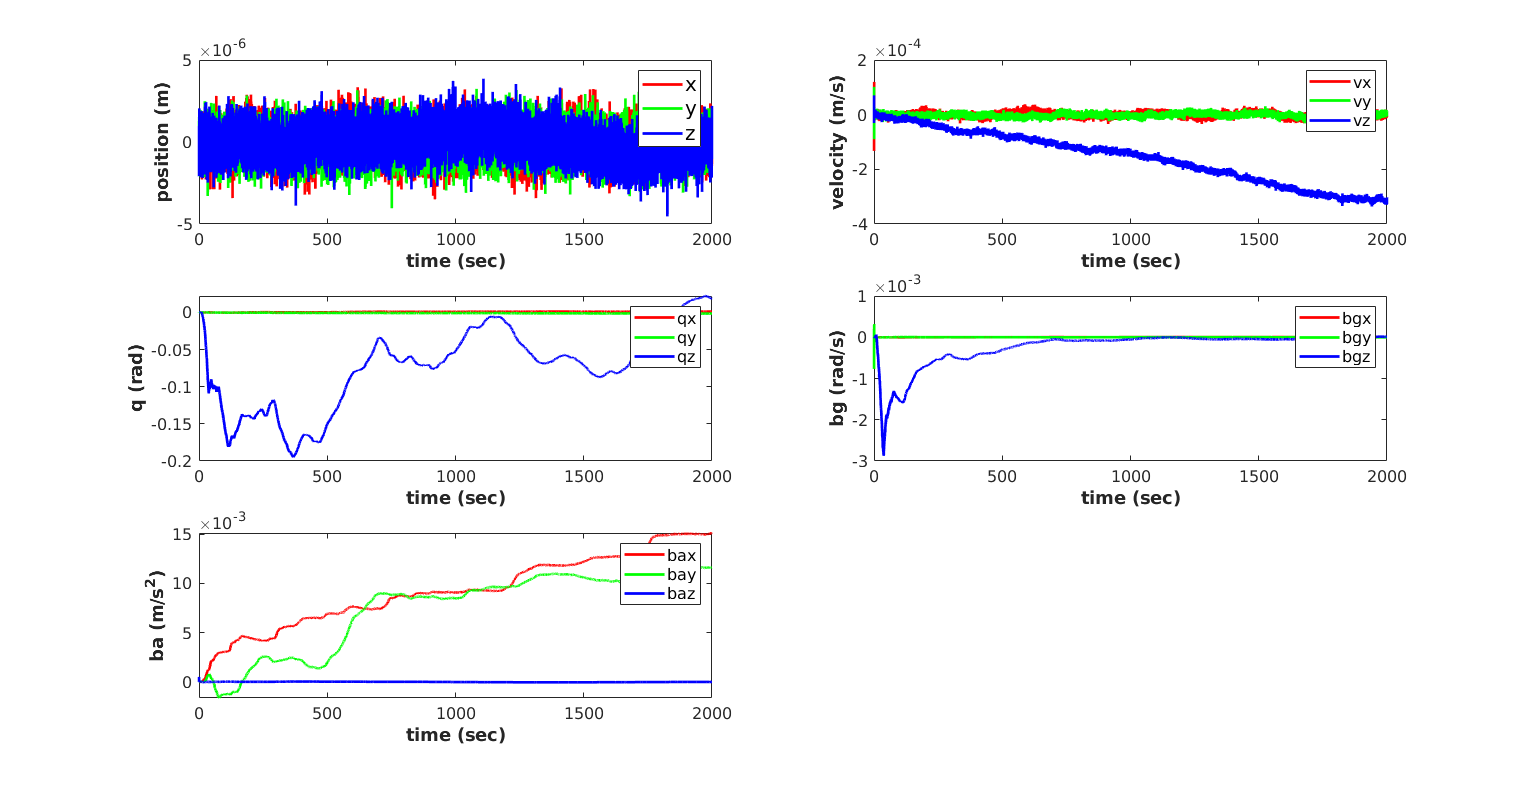 ×10⁻⁶
5
0
-5
position (m)
x
y
z
0 500 1000 1500 2000
time (sec)
×10⁻⁴
2
0
-2
-4
velocity (m/s)
vx
vy
vz
0 500 1000 1500 2000
time (sec)
0
-0.05
-0.1
-0.15
-0.2
q (rad)
qx
qy
qz
0 500 1000 1500 2000
time (sec)
×10⁻³
1
0
-1
-2
-3
bg (rad/s)
bgx
bgy
bgz
0 500 1000 1500 2000
time (sec)
×10⁻³
15
10
5
0
ba (m/s²)
bax
bay
baz
0 500 1000 1500 2000
time (sec)